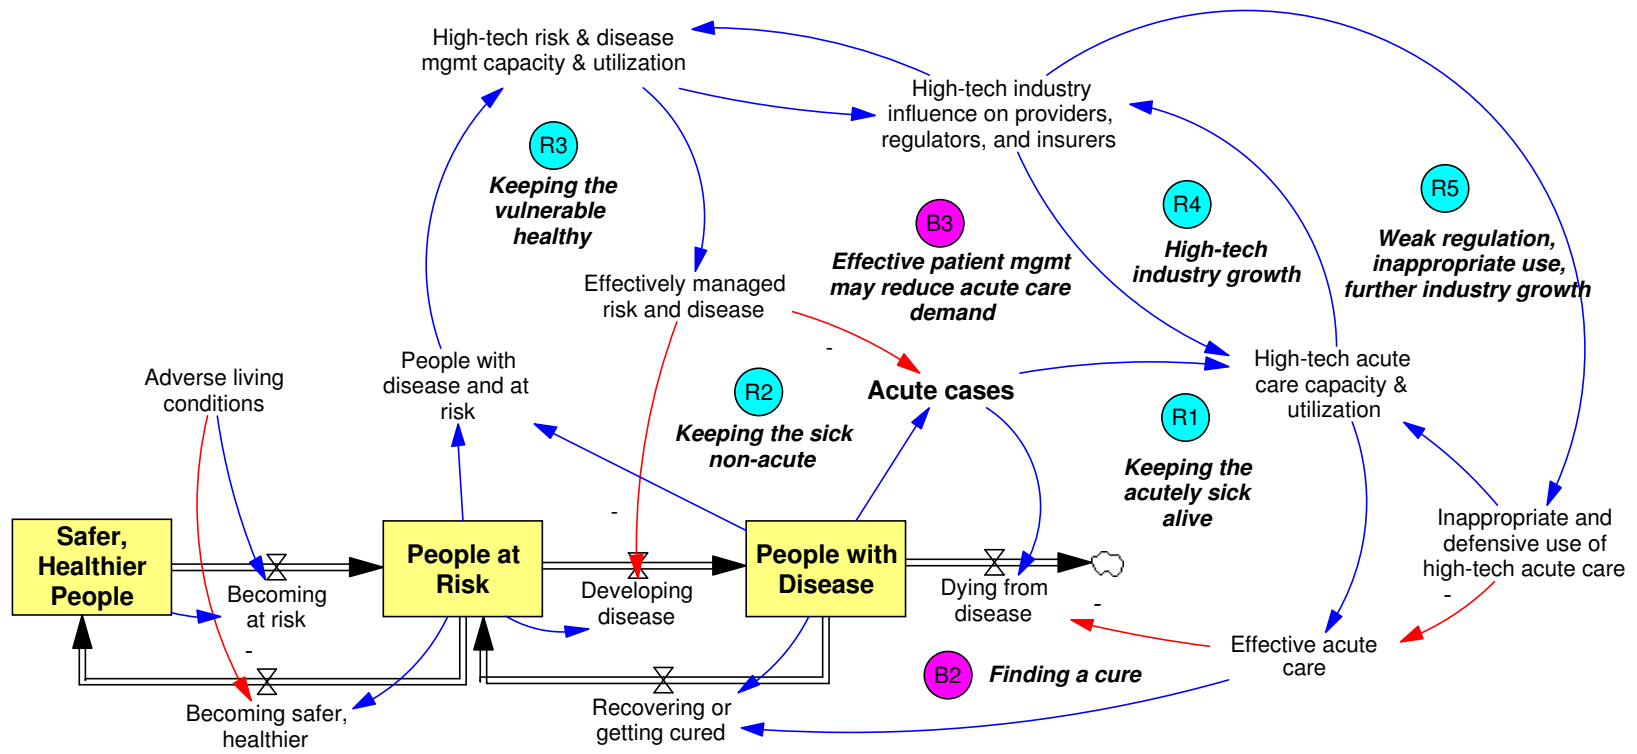 High-tech risk & disease
mgmt capacity & utilization
High-tech industry
influence on providers,
regulators, and insurers
R3
Keeping the
vulnerable
healthy
R4
High-tech
industry growth
R5
Weak regulation,
inappropriate use,
further industry growth
B3
Effective patient mgmt
may reduce acute care
demand
Effectively managed
risk and disease
-
People with
disease and at
risk
Adverse living
conditions
R2
Keeping the sick
non-acute
Acute cases
High-tech acute
care capacity &
utilization
R1
Keeping the
acutely sick
alive
-
Safer,
Healthier
People
Becoming
at risk
People at
Risk
Developing
disease
People with
Disease
Dying from
disease
-
Inappropriate and
defensive use of
high-tech acute care
-
Effective acute
care
-
Becoming safer,
healthier
Recovering or
getting cured
B2
Finding a cure